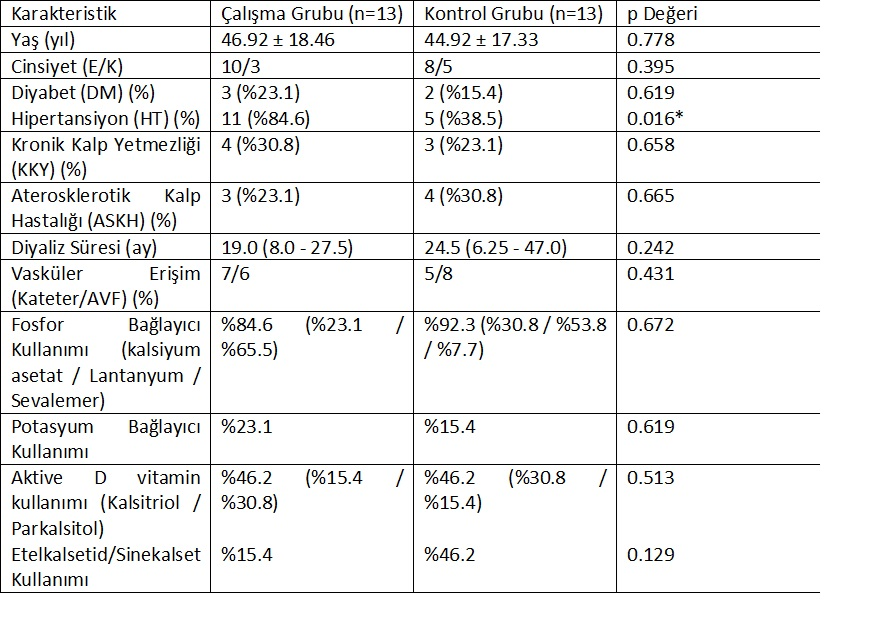 Karakteristik Çalışma Grubu (n=13) Kontrol Grubu (n=13) p Değeri
Yaş (yıl) 46.92 ± 18.46 44.92 ± 17.33 0.778
Cinsiyet (E/K) 10/3 8/5 0.395
Diyabet (DM) (%) 3 (%23.1) 2 (%15.4) 0.619
Hipertansiyon (HT) (%) 11 (%84.6) 5 (%38.5) 0.016*
Kronik Kalp Yetmezliği 4 (%30.8) 3 (%23.1) 0.658
(KKY) (%)
Aterosklerotik Kalp 3 (%23.1) 4 (%30.8) 0.665
Hastalığı (ASKH) (%)
Diyaliz Süresi (ay) 19.0 (8.0 - 27.5) 24.5 (6.25 - 47.0) 0.242
Vasküler Erişim 7/6 5/8 0.431
(Kateter/AVF) (%)
Fosfor Bağlayıcı %84.6 (%23.1 / %92.3 (%30.8 / %53.8 0.672
Kullanımı (kalsiyum %65.5) / %7.7)
asetat / Lantanyum /
Sevalemer)
Potasyum Bağlayıcı %23.1 %15.4 0.619
Kullanımı
Aktive D vitamin %46.2 (%15.4 / %46.2 (%30.8 / 0.513
kullanımı (Kalsitriol / %30.8) %15.4)
Parkalsitol)
Etelkalsetid/Sinekalset %15.4 %46.2 0.129
Kullanımı